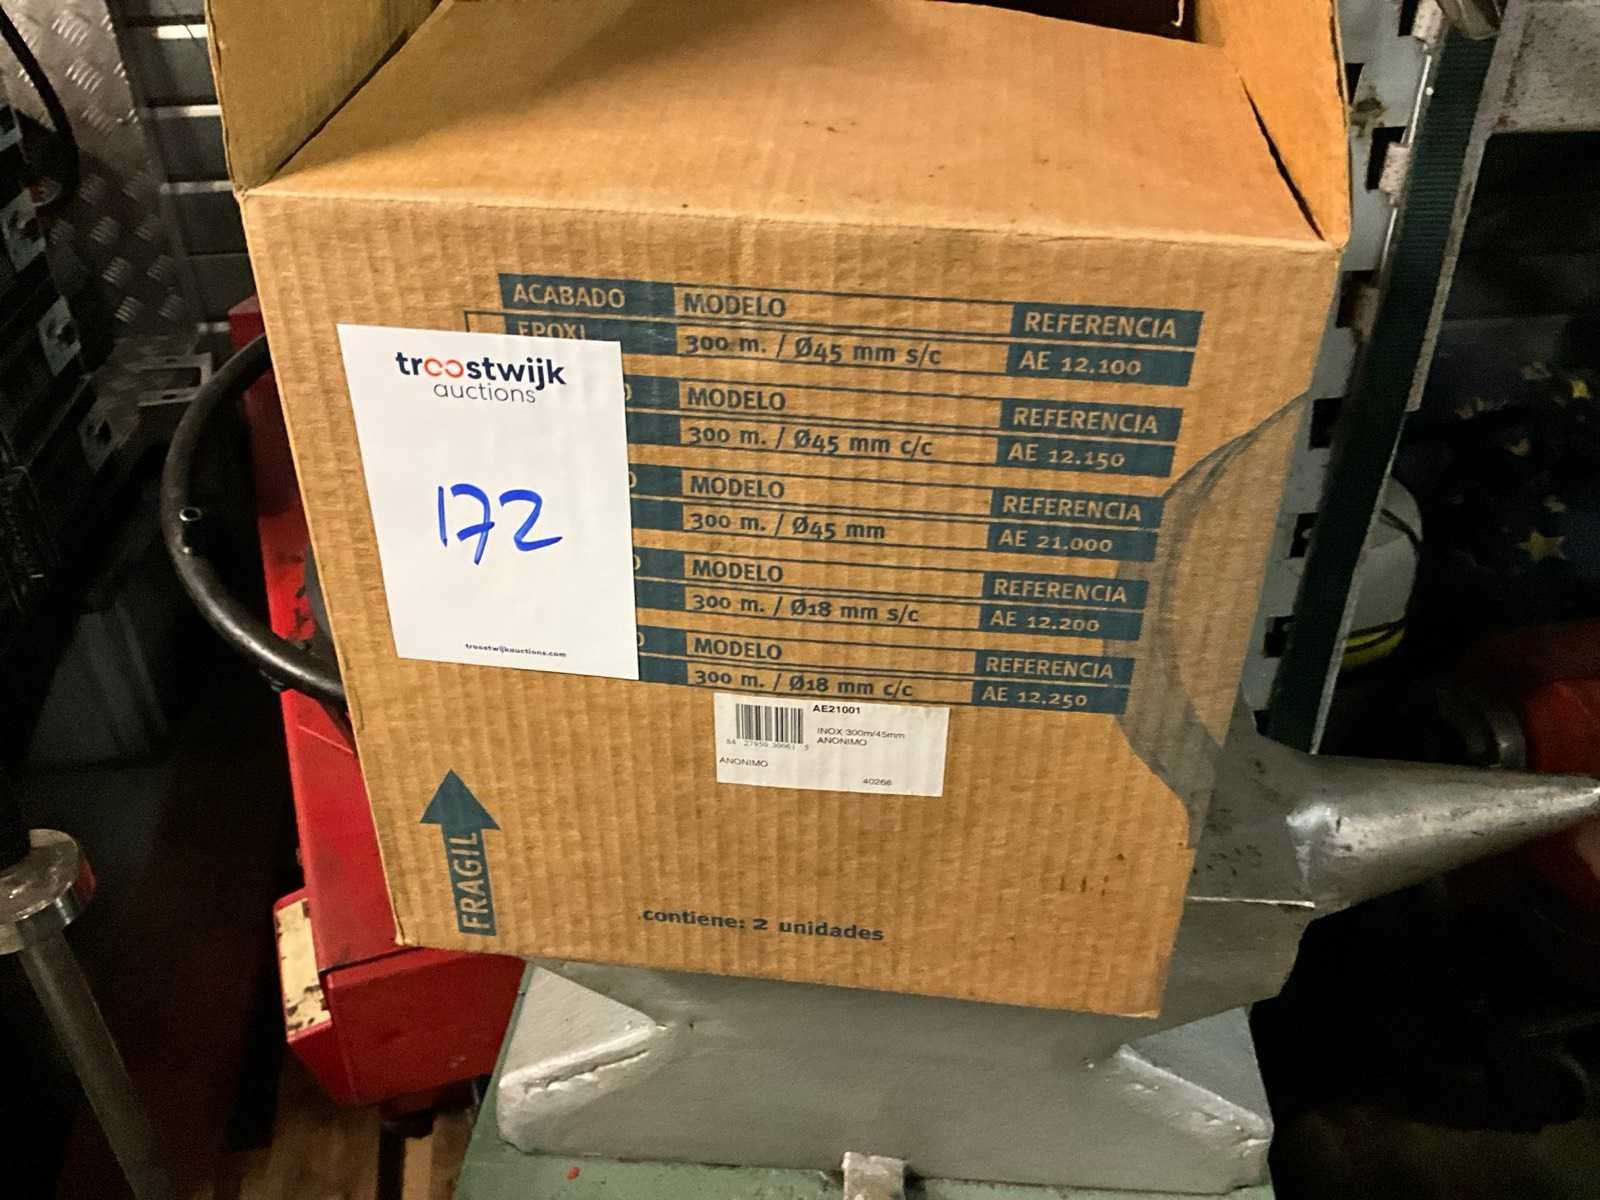 ACABADO MODELO REFERENCIA
EPOXI 300 m. / Ø45 mm s/c AE 12.100
MODELO REFERENCIA
300 m. / Ø45 mm c/c AE 12.150
MODELO REFERENCIA
300 m. / Ø45 mm AE 21.000
MODELO REFERENCIA
300 m. / Ø18 mm s/c AE 12.200
MODELO REFERENCIA
300 m. / Ø18 mm c/c AE 12.250
troostwijk
auctions
172
troostwijkauctions.com
AE21001
INOX 300m/45mm
ANONIMO
ANONIMO
40266
FRAGIL
contiene: 2 unidades